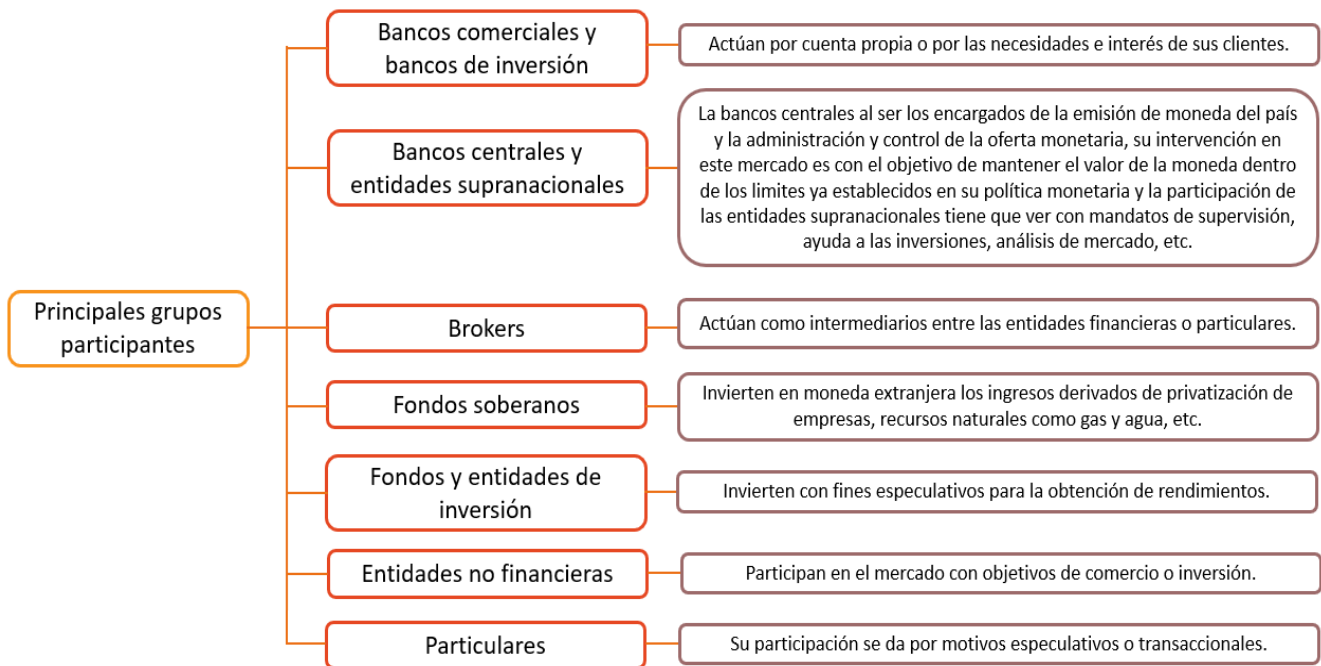 Principales grupos
participantes
Bancos comerciales y
bancos de inversión
Actúan por cuenta propia o por las necesidades e interés de sus clientes.
Bancos centrales y
entidades supranacionales
La bancos centrales al ser los encargados de la emisión de moneda del país
y la administración y control de la oferta monetaria, su intervención en
este mercado es con el objetivo de mantener el valor de la moneda dentro
de los limites ya establecidos en su política monetaria y la participación de
las entidades supranacionales tiene que ver con mandatos de supervisión,
ayuda a las inversiones, análisis de mercado, etc.
Brokers
Actúan como intermediarios entre las entidades financieras o particulares.
Fondos soberanos
Invierten en moneda extranjera los ingresos derivados de privatización de
empresas, recursos naturales como gas y agua, etc.
Fondos y entidades de
inversión
Invierten con fines especulativos para la obtención de rendimientos.
Entidades no financieras
Participan en el mercado con objetivos de comercio o inversión.
Particulares
Su participación se da por motivos especulativos o transaccionales.